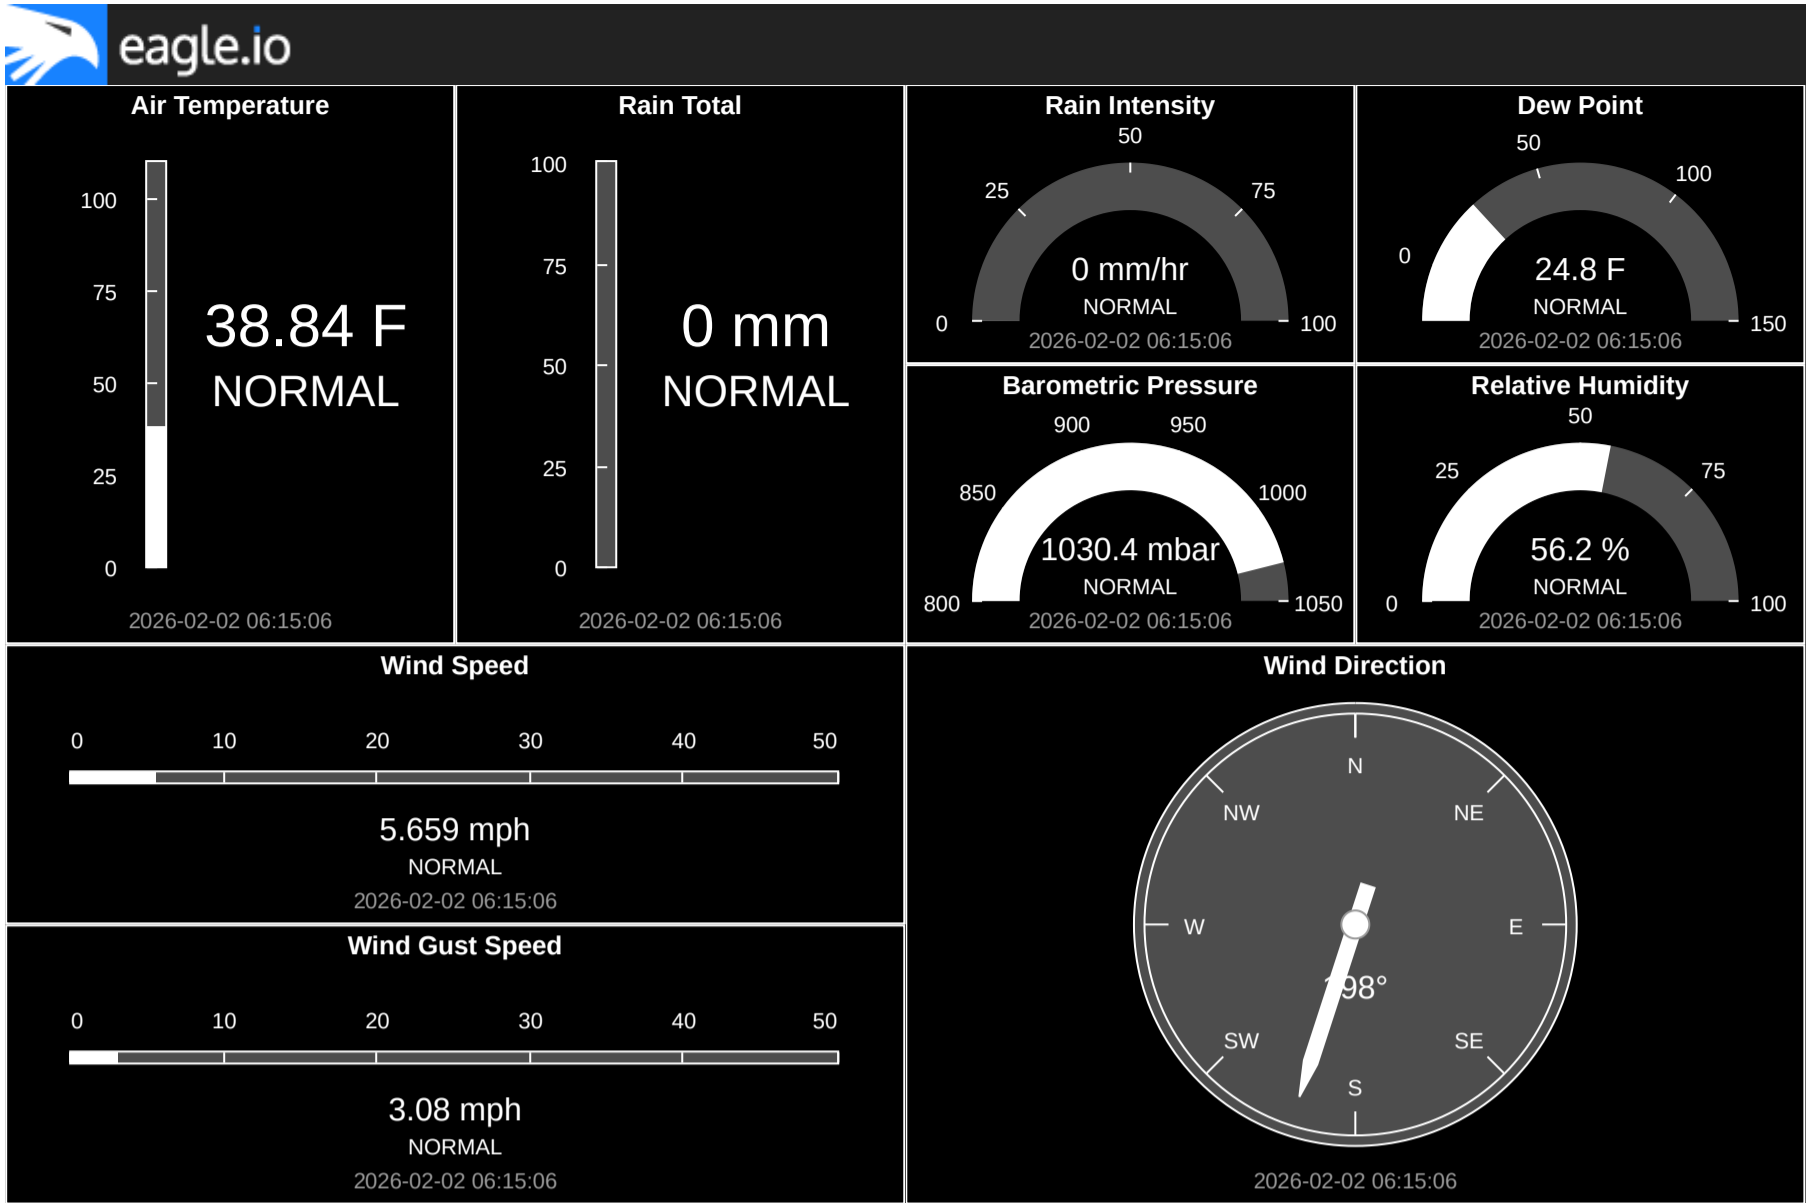 eagle.io
Air Temperature
100
75
50
25
0
38.84 F
NORMAL
2026-02-02 06:15:06
Rain Total
100
75
50
25
0
0 mm
NORMAL
2026-02-02 06:15:06
Rain Intensity
0
25
50
75
100
0 mm/hr
NORMAL
2026-02-02 06:15:06
Dew Point
0
50
100
150
24.8 F
NORMAL
2026-02-02 06:15:06
Barometric Pressure
800
850
900
950
1000
1050
1030.4 mbar
NORMAL
2026-02-02 06:15:06
Relative Humidity
0
25
50
75
100
56.2 %
NORMAL
2026-02-02 06:15:06
Wind Speed
0 10 20 30 40 50
5.659 mph
NORMAL
2026-02-02 06:15:06
Wind Gust Speed
0 10 20 30 40 50
3.08 mph
NORMAL
2026-02-02 06:15:06
Wind Direction
N
NW NE
W E
198°
SW SE
S
2026-02-02 06:15:06